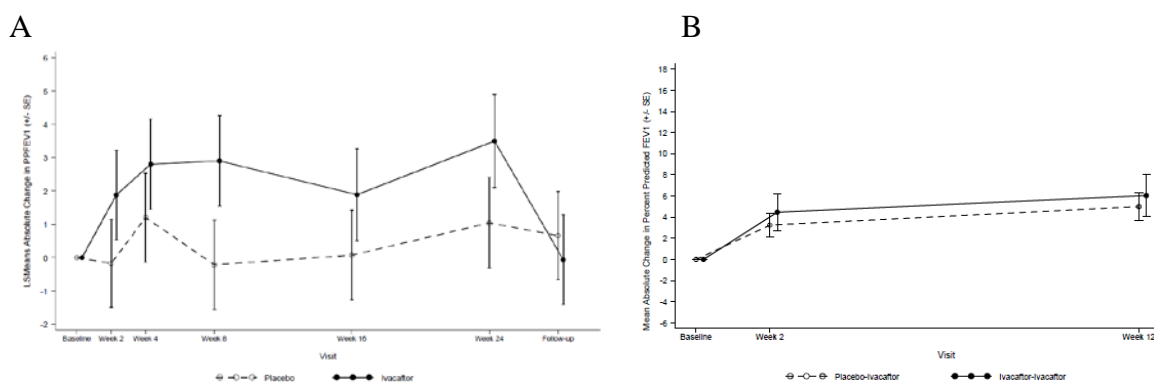 A
LSMeans Absolute Change in PPFEV1 (+/- SE)
6
5
4
3
2
1
0
-1
-2
Baseline Week 2 Week 4 Week 8 Week 16 Week 24 Follow-up
Visit
Placebo Ivacaftor
B
Mean Absolute Change in Percent Predicted FEV1 (+/- SE)
18
16
14
12
10
8
6
4
2
0
-2
-4
-6
Baseline Week 2 Week 12
Visit
Placebo-Ivacaftor Ivacaftor-Ivacaftor